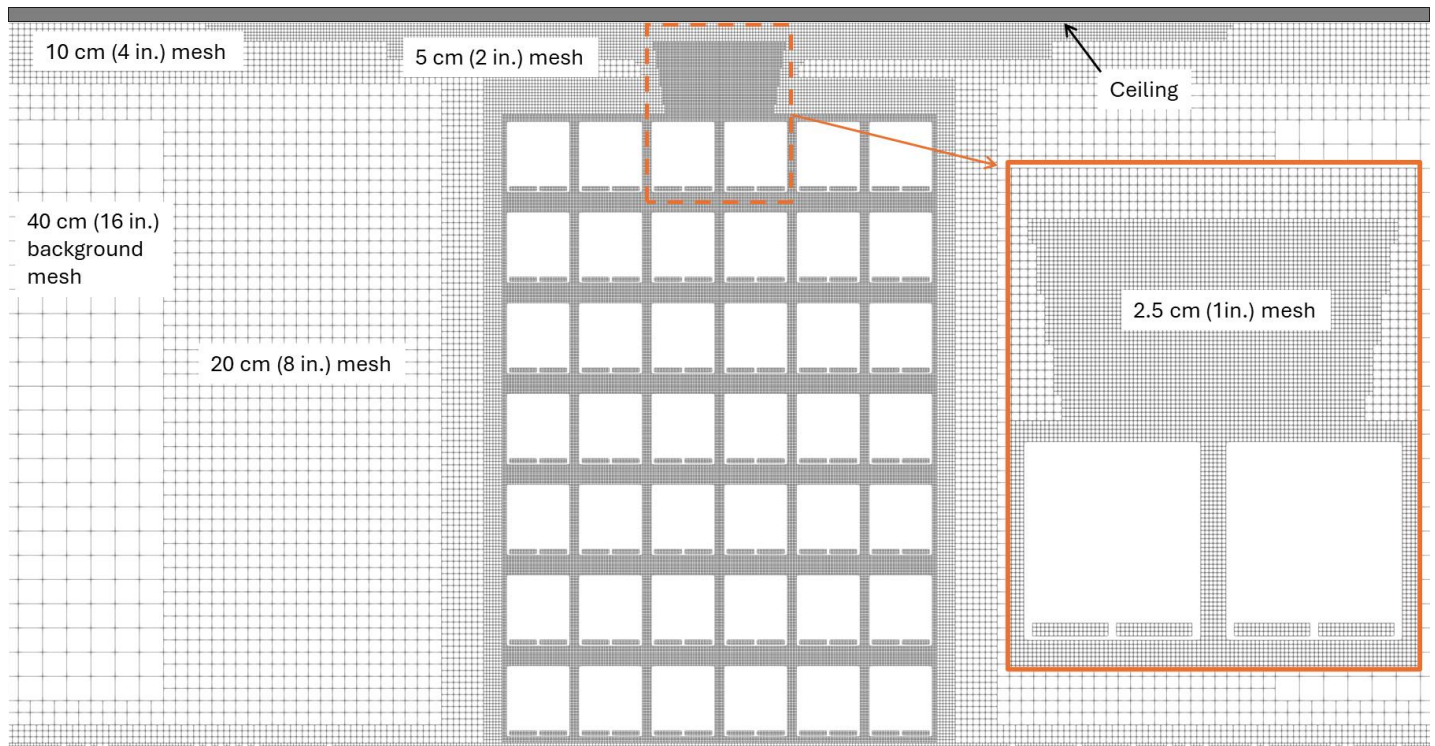 10 cm (4 in.) mesh
5 cm (2 in.) mesh
Ceiling
40 cm (16 in.)
background
mesh
20 cm (8 in.) mesh
2.5 cm (1in.) mesh